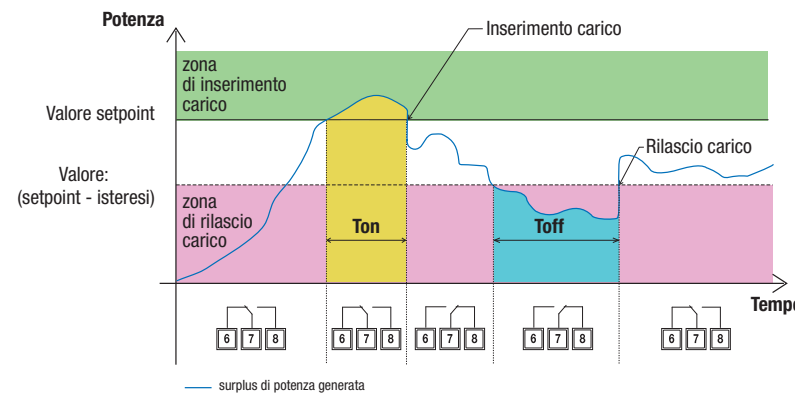 Potenza
Inserimento carico
zona
di inserimento
carico
Valore setpoint
Rilascio carico
Valore:
(setpoint - isteresi)
zona
di rilascio
carico
Ton
Toff
Tempo
6 7 8
6 7 8
6 7 8
6 7 8
6 7 8
surplus di potenza generata